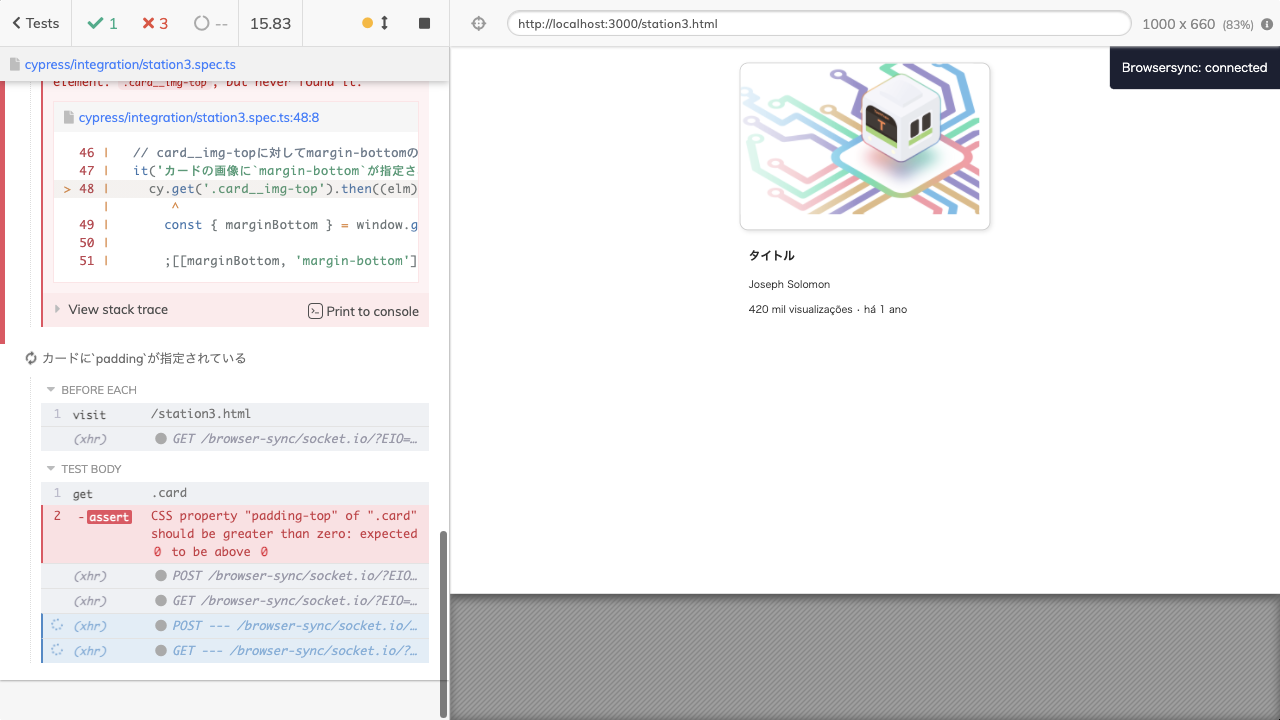 Tests
1
3
--
15.83
http://localhost:3000/station3.html
1000 x 660 (83%)
cypress/integration/station3.spec.ts
Browsersync: connected
element: .card__img-top, but never found it.
cypress/integration/station3.spec.ts:48:8
46 | // card__img-topに対してmargin-bottomの
47 | it('カードの画像に`margin-bottom`が指定さ
> 48 | cy.get('.card__img-top').then((elm)
| ^
49 | const { marginBottom } = window.g
50 |
51 | ;[[marginBottom, 'margin-bottom']
View stack trace
Print to console
カードに`padding`が指定されている
BEFORE EACH
1 visit /station3.html
(xhr) GET /browser-sync/socket.io/?EIO=…
TEST BODY
1 get .card
2 -assert CSS property "padding-top" of ".card"
should be greater than zero: expected
0 to be above 0
(xhr) POST /browser-sync/socket.io/?EIO…
(xhr) GET /browser-sync/socket.io/?EIO=…
(xhr) POST --- /browser-sync/socket.io/…
(xhr) GET --- /browser-sync/socket.io/?…
T
タイトル
Joseph Solomon
420 mil visualizações・há 1 ano